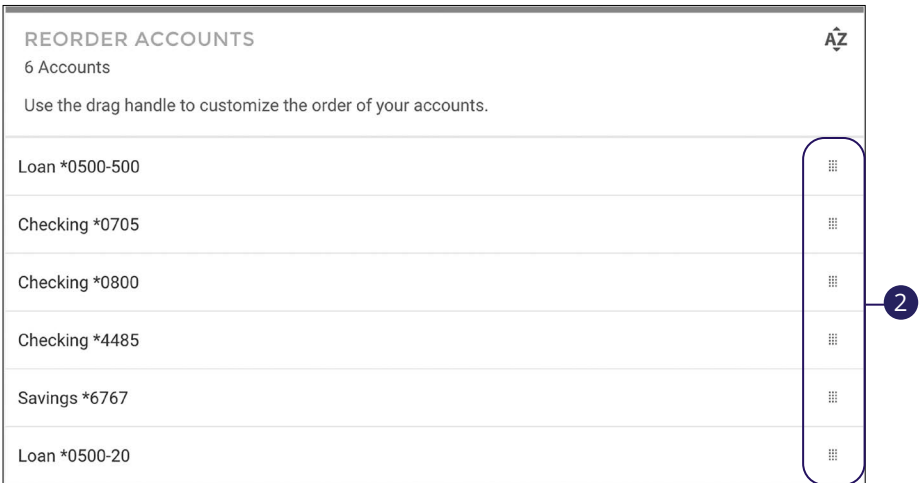 REORDER ACCOUNTS
AZ
6 Accounts
Use the drag handle to customize the order of your accounts.
Loan *0500-500
Checking *0705
Checking *0800
2
Checking *4485
Savings *6767
Loan *0500-20